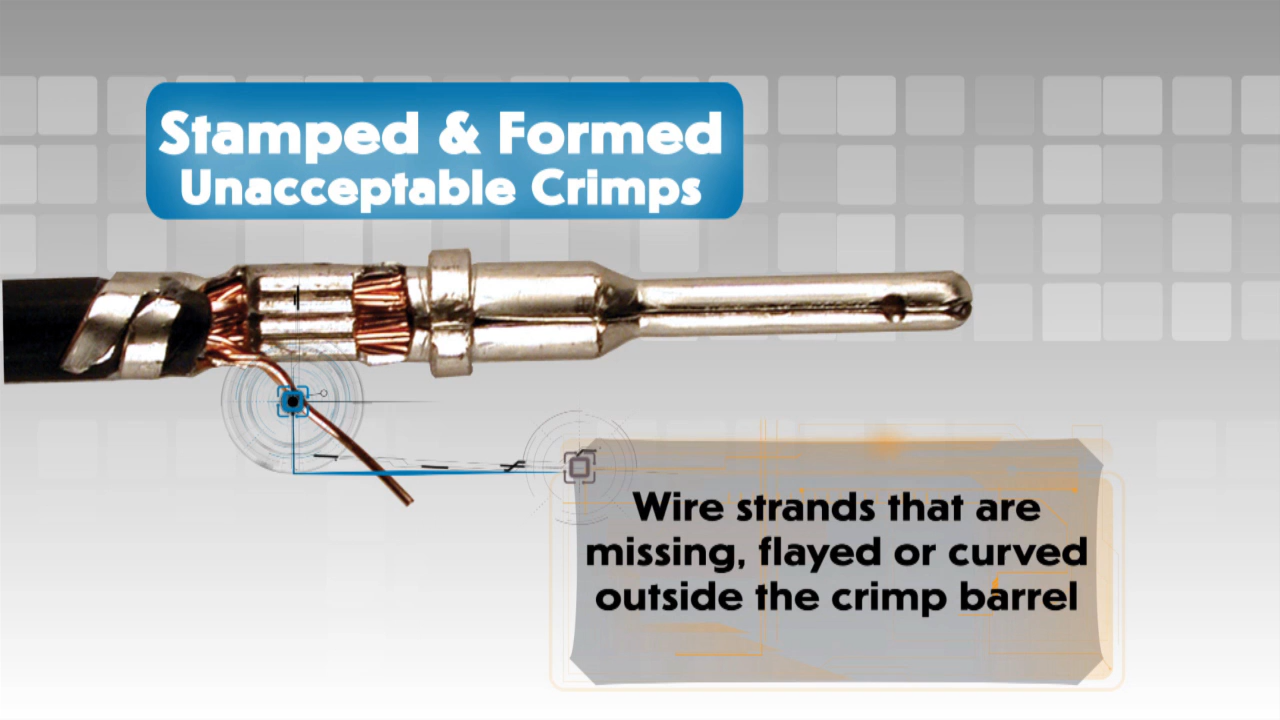 Stamped & Formed
Unacceptable Crimps
Wire strands that are
missing, flayed or curved
outside the crimp barrel